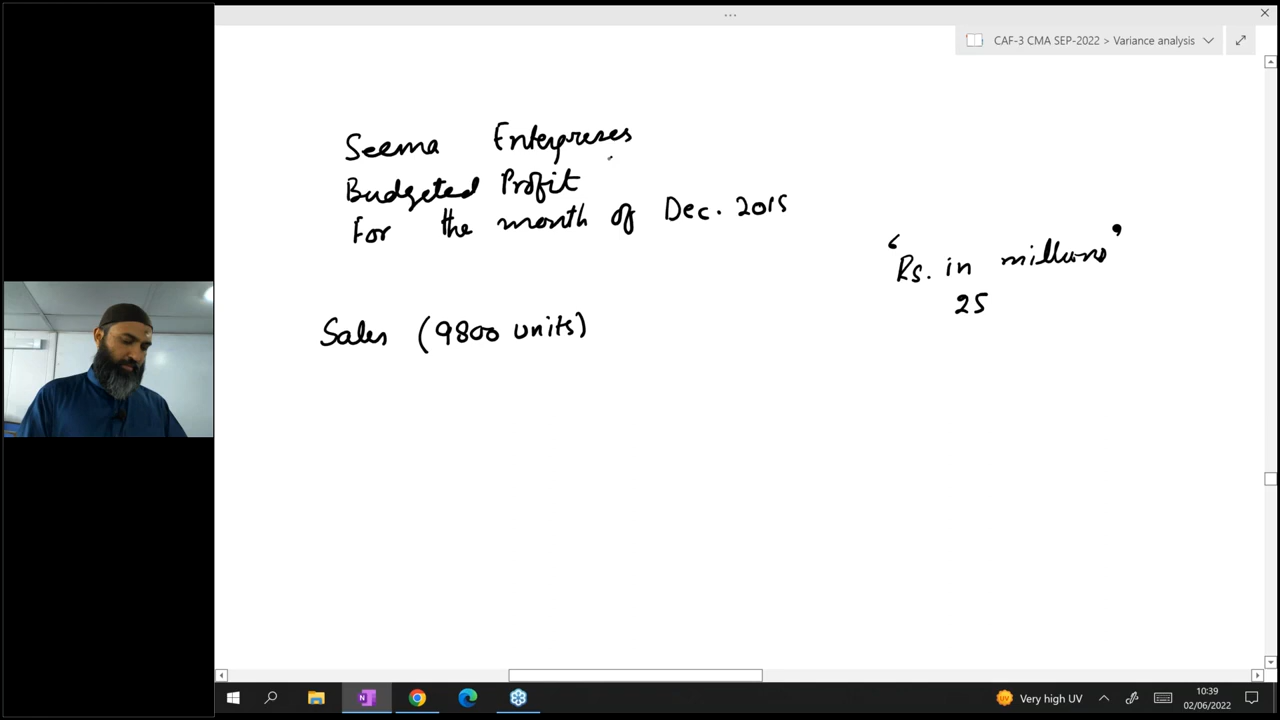 CAF-3 CMA SEP-2022 > Variance analysis
Seema Enterpreses
Budgeted Profit
For the month of Dec. 2015
'Rs. in millions'
25
Sales (9800 units)
Very high UV
10:39
02/06/2022